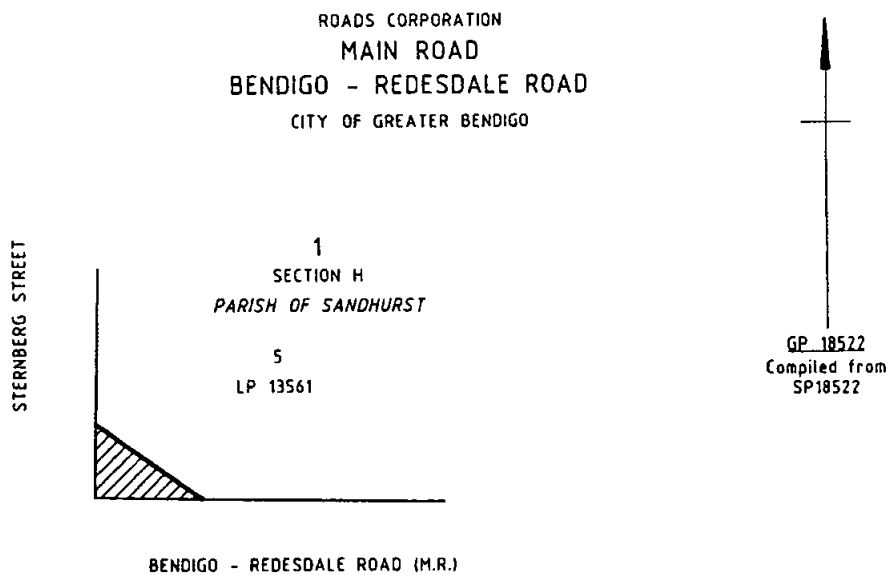 ROADS CORPORATION
MAIN ROAD
BENDIGO - REDESDALE ROAD
CITY OF GREATER BENDIGO
STERNBERG STREET
1
SECTION H
PARISH OF SANDHURST
5
LP 13561
GP 18522
Compiled from
SP18522
BENDIGO - REDESDALE ROAD (M.R.)